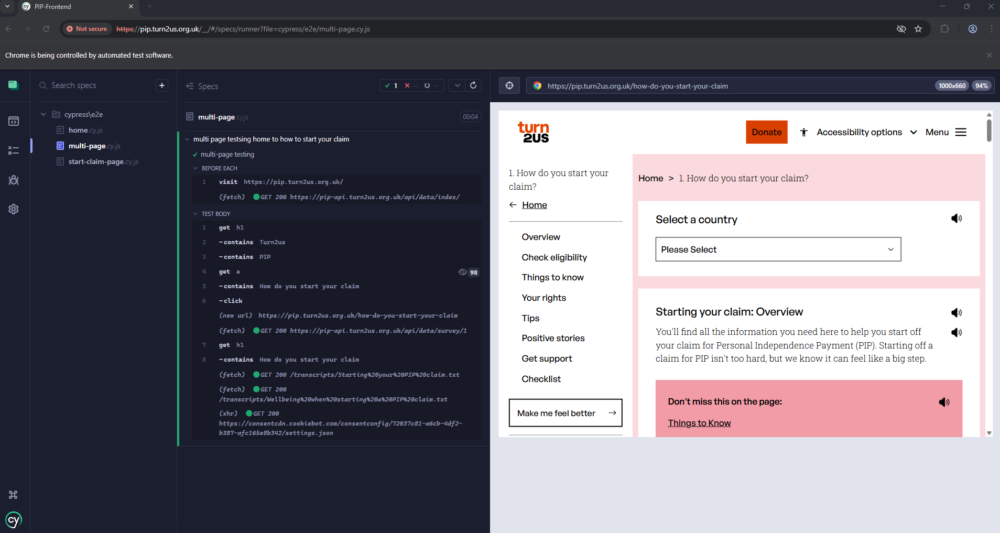 PIP-Frontend
Not secure https://pip.turn2us.org.uk/__/#/specs/runner?file=cypress/e2e/multi-page.cy.js
Chrome is being controlled by automated test software.
Search specs
+
cypress\e2e
home.cy.js
multi-page.cy.js
start-claim-page.cy.js
cy
Specs
1 -- --
multi-page.cy.js 00:04
multi page testsing home to how to start your claim
multi-page testing
BEFORE EACH
1 visit https://pip.turn2us.org.uk/
(fetch) GET 200 https://pip-api.turn2us.org.uk/api/data/index/
TEST BODY
1 get h1
2 -contains Turn2us
3 -contains PIP
4 get a 98
5 -contains How do you start your claim
6 -click
(new url) https://pip.turn2us.org.uk/how-do-you-start-your-claim
(fetch) GET 200 https://pip-api.turn2us.org.uk/api/data/survey/1
7 get h1
8 -contains How do you start your claim
(fetch) GET 200 /transcripts/Starting%20your%20PIP%20claim.txt
(fetch) GET 200
/transcripts/Wellbeing%20when%20starting%20a%20PIP%20claim.txt
(xhr) GET 200
https://consentcdn.cookiebot.com/consentconfig/72037c81-a6cb-4df2-
b387-afc165e8b342/settings.json
https://pip.turn2us.org.uk/how-do-you-start-your-claim 1000x660 94%
turn
2us
Donate Accessibility options Menu
1. How do you start your
claim?
Home
Overview
Check eligibility
Things to know
Your rights
Tips
Positive stories
Get support
Checklist
Make me feel better
Home > 1. How do you start your claim?
Select a country
Please Select
Starting your claim: Overview
You'll find all the information you need here to help you start off
your claim for Personal Independence Payment (PIP). Starting off a
claim for PIP isn't too hard, but we know it can feel like a big step.
Don't miss this on the page:
Things to Know